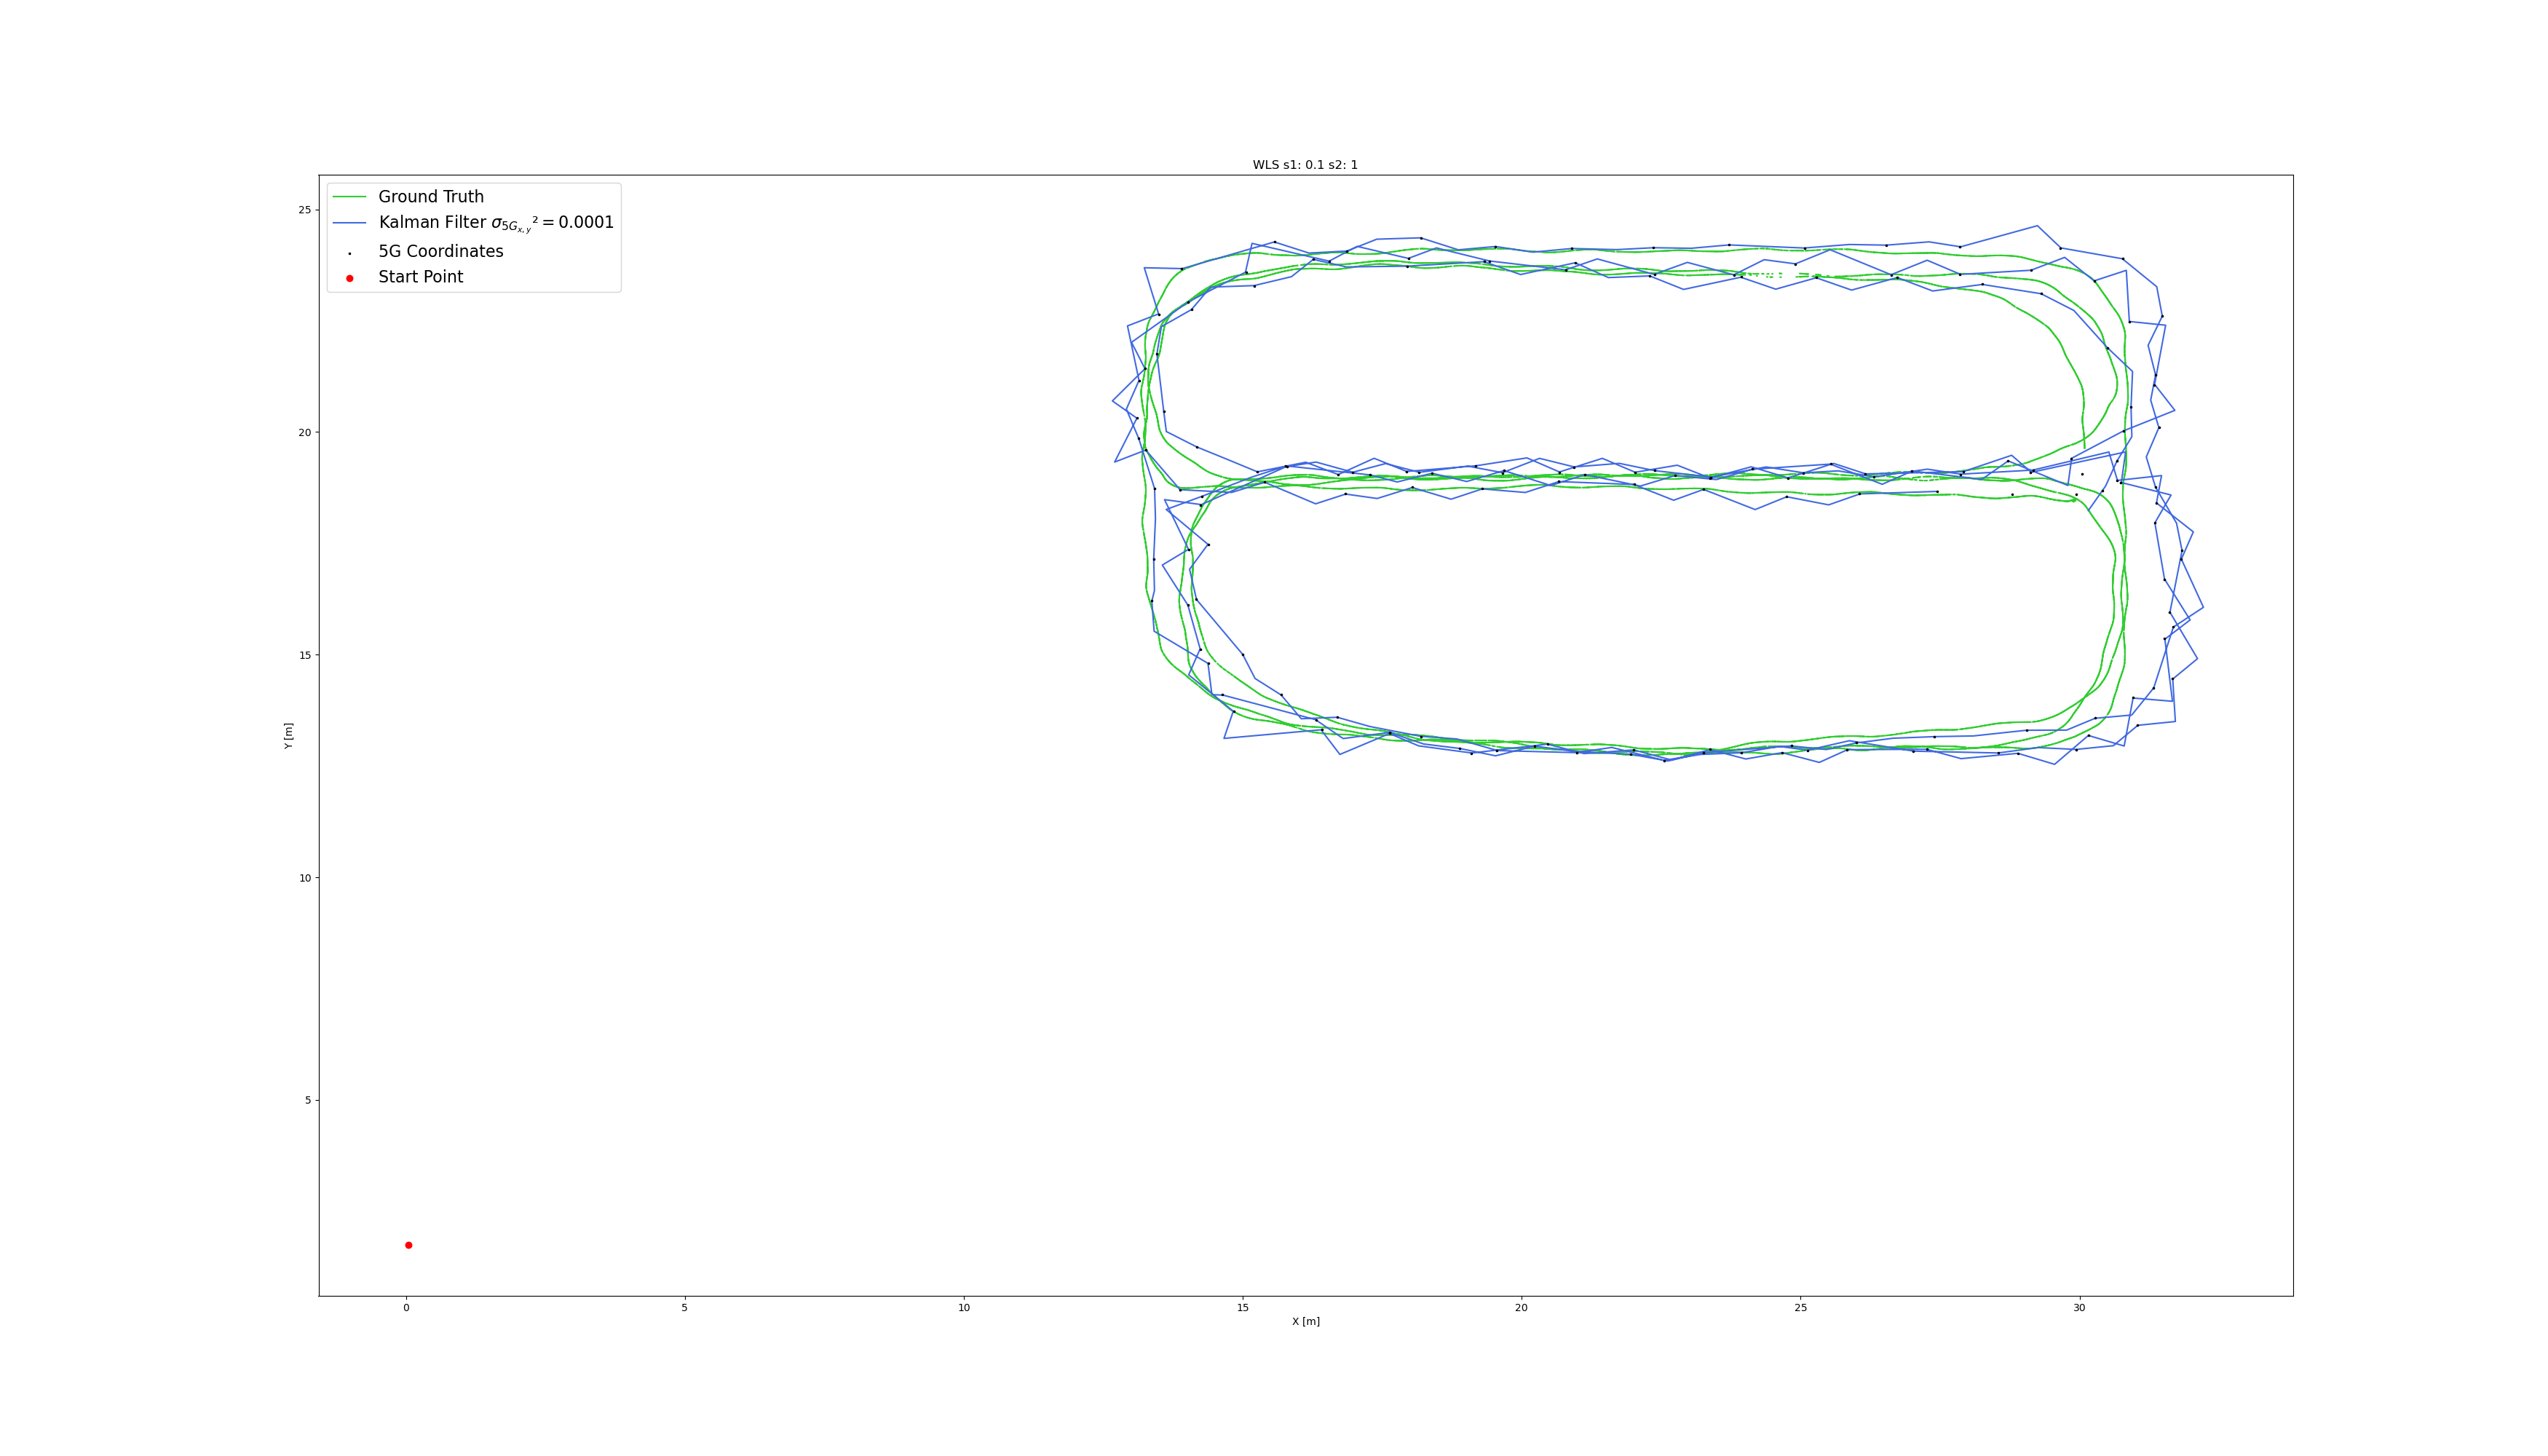 WLS s1: 0.1 s2: 1
Ground Truth
Kalman Filter σ5Gx,y² = 0.0001
5G Coordinates
Start Point
25
20
15
10
5
Y [m]
0 5 10 15 20 25 30
X [m]